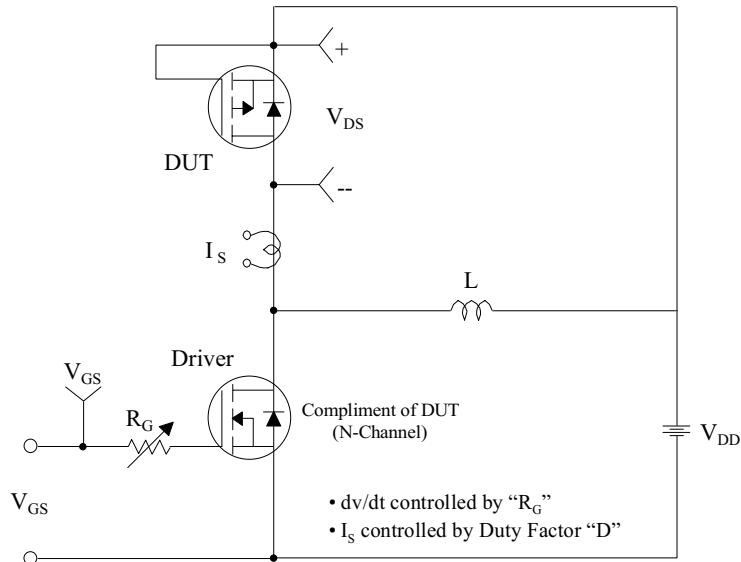 +
V_DS
DUT
--
I_S
L
Driver
V_GS
R_G
Compliment of DUT
(N-Channel)
V_DD
V_GS
• dv/dt controlled by “R_G”
• I_S controlled by Duty Factor “D”